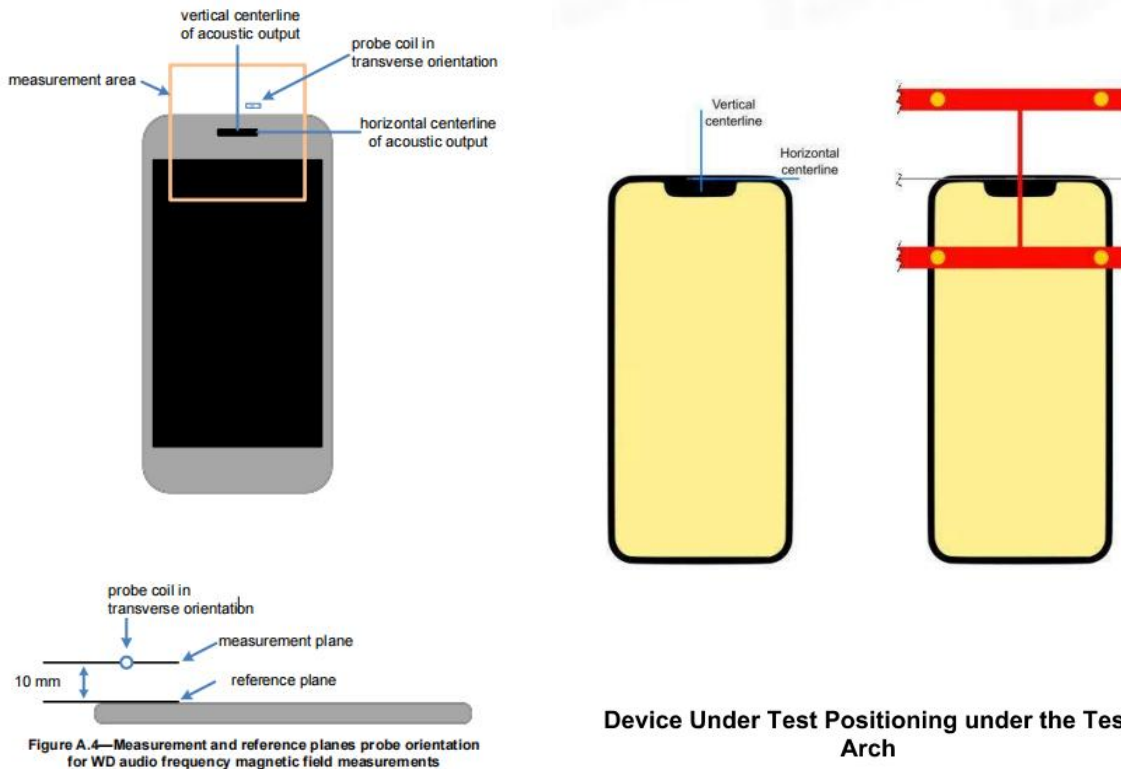 vertical centerline
of acoustic output
probe coil in
transverse orientation
measurement area
horizontal centerline
of acoustic output
probe coil in
transverse orientation
measurement plane
10 mm
reference plane
Figure A.4—Measurement and reference planes probe orientation
for WD audio frequency magnetic field measurements
Vertical
centerline
Horizontal
centerline
Device Under Test Positioning under the Tes
Arch